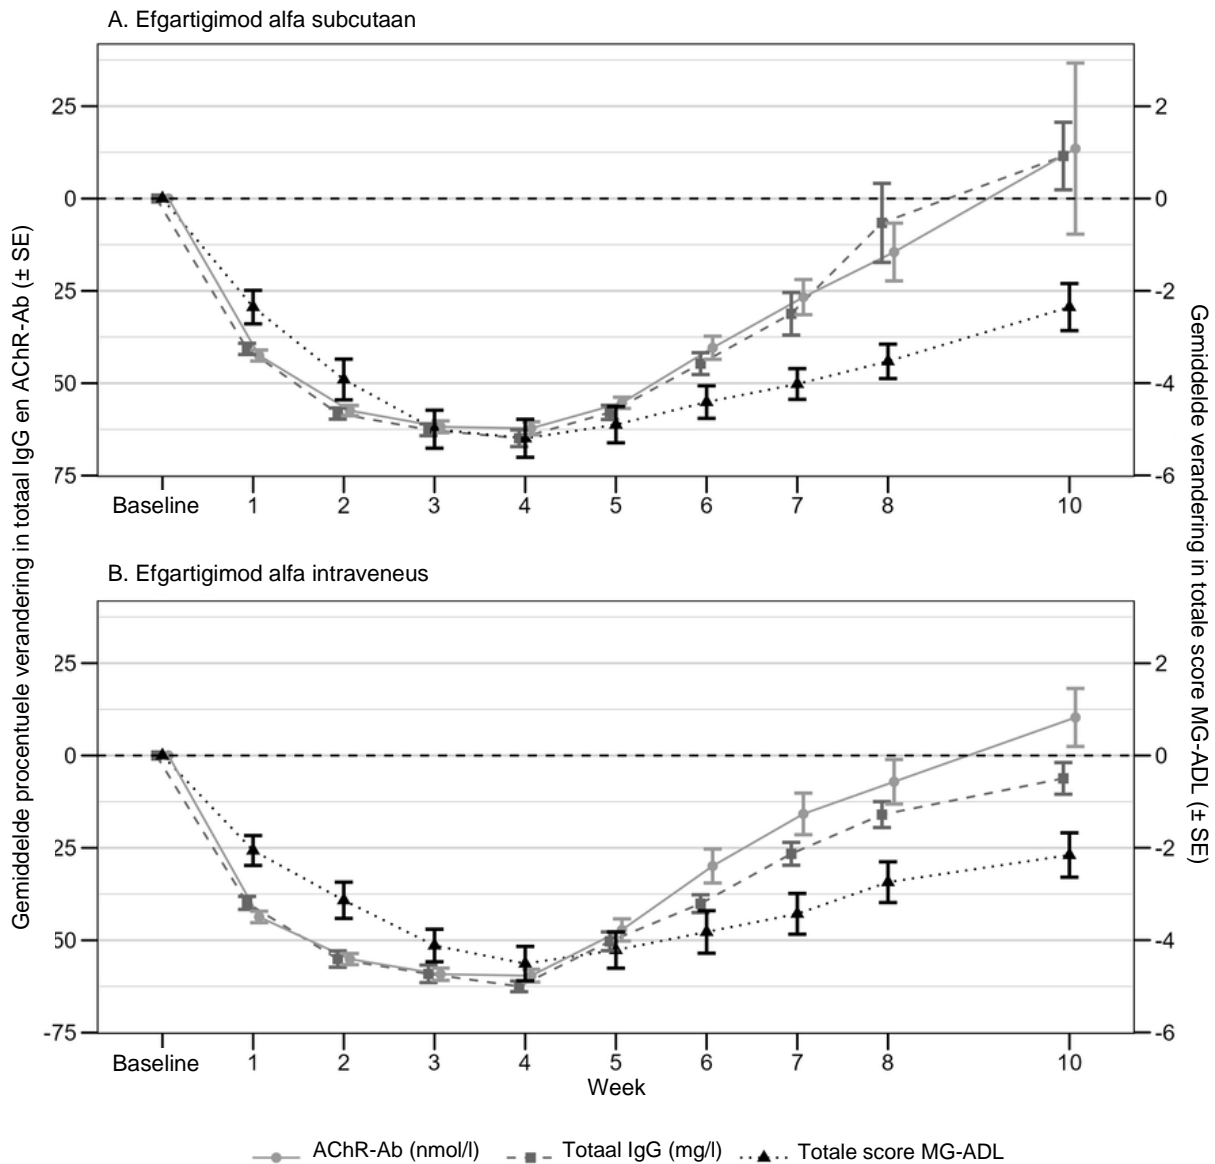 A. Efgartigimod alfa subcutaan
25
0
25
50
75
2
0
-2
-4
-6
Baseline 1 2 3 4 5 6 7 8 10
B. Efgartigimod alfa intraveneus
25
0
25
50
-75
2
0
-2
-4
-6
Baseline 1 2 3 4 5 6 7 8 10
Week
Gemiddelde procentuele verandering in totaal IgG en AChR-Ab (± SE)
Gemiddelde verandering in totale score MG-ADL (± SE)
AChR-Ab (nmol/l) Totaal IgG (mg/l) Totale score MG-ADL